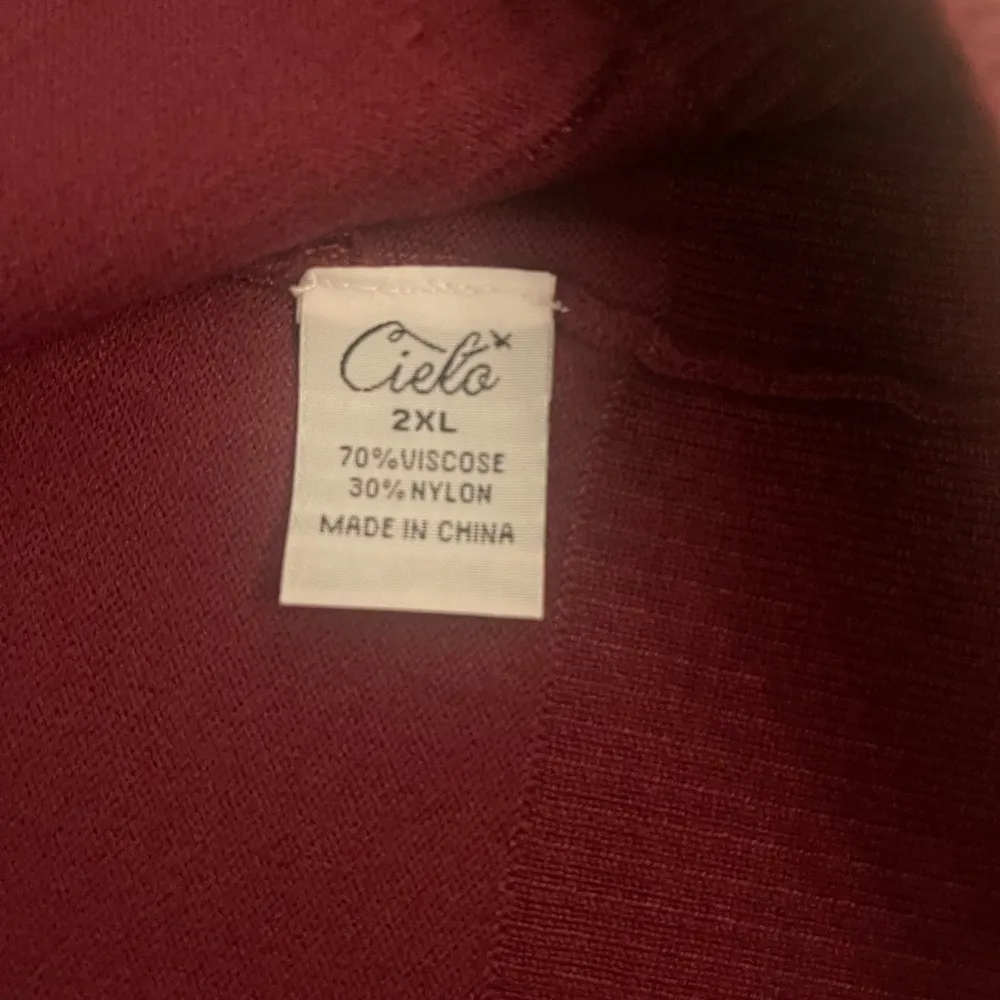 Cielo
2XL
70%VISCOSE
30%NYLON
MADE IN CHINA